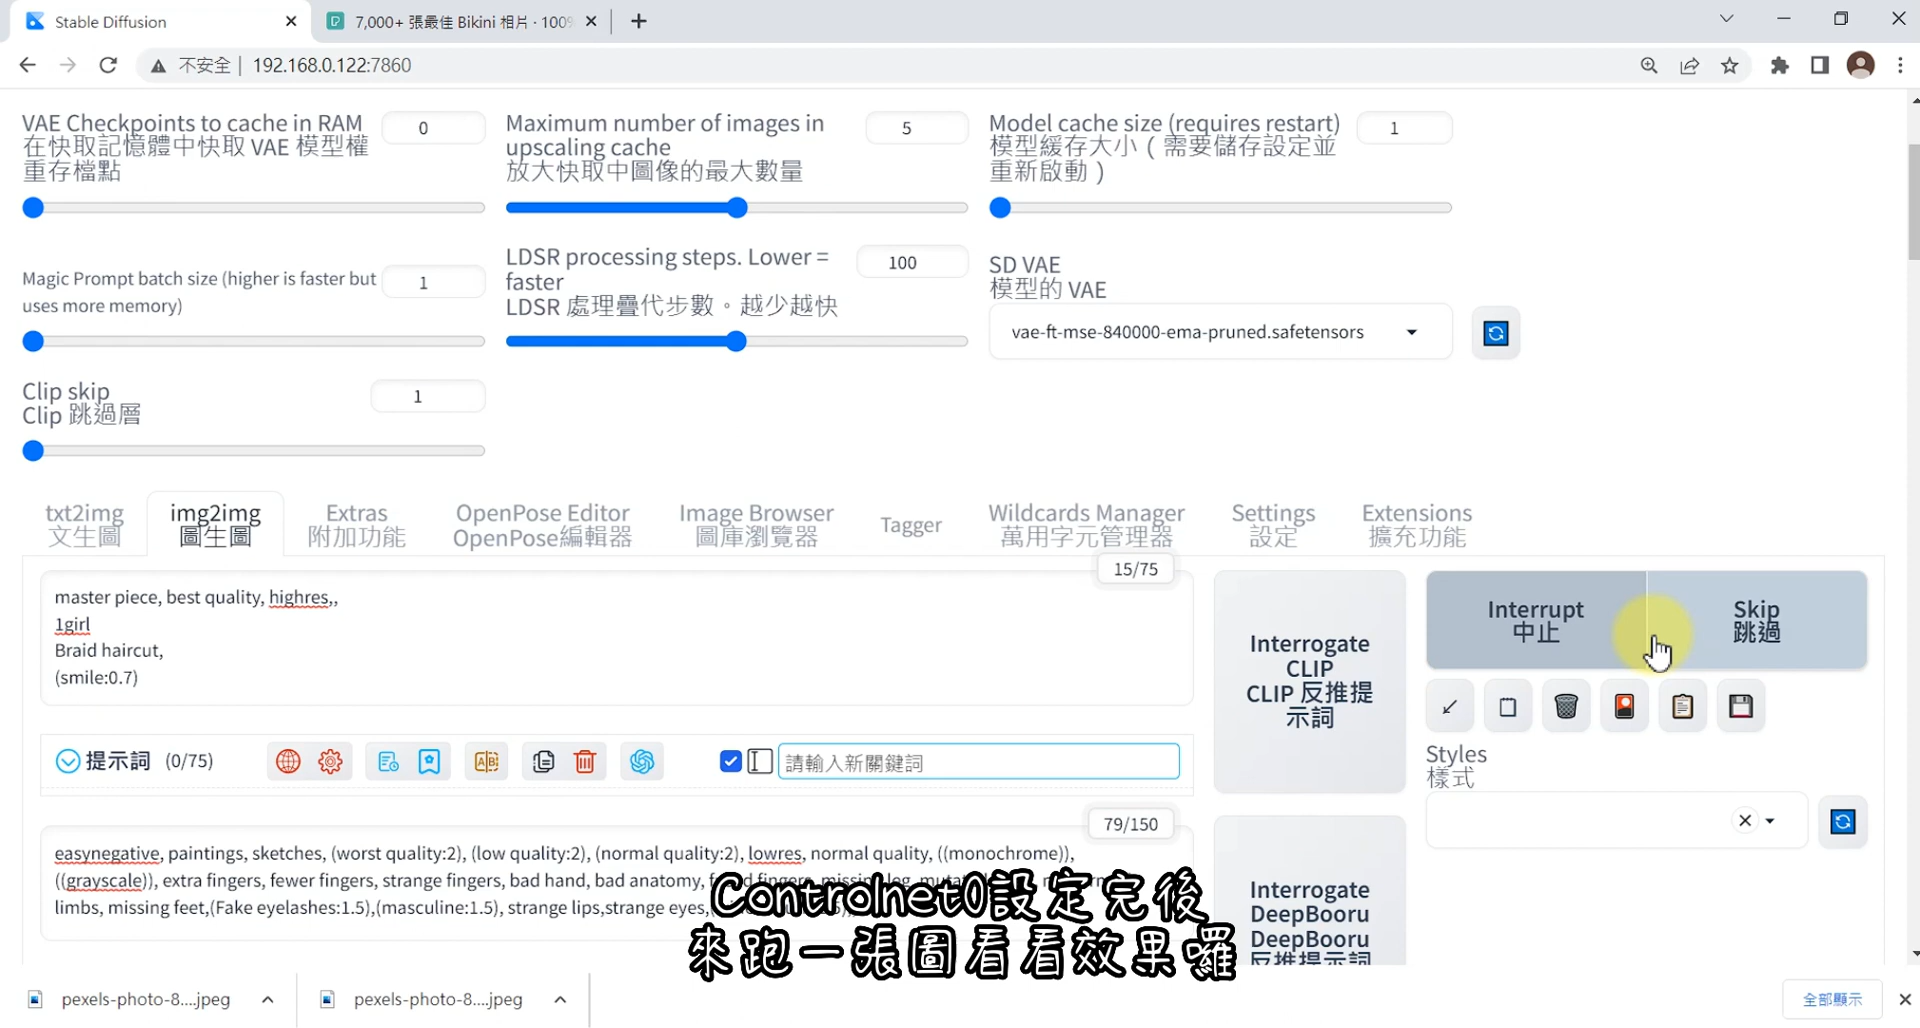 Stable Diffusion
7,000+ 張最佳 Bikini 相片 · 100%
不安全 | 192.168.0.122:7860
VAE Checkpoints to cache in RAM
在快取記憶體中快取 VAE 模型權
重存檔點
0
Maximum number of images in
upscaling cache
放大快取中圖像的最大數量
5
Model cache size (requires restart)
模型緩存大小 ( 需要儲存設定並
重新啟動 )
1
Magic Prompt batch size (higher is faster but
uses more memory)
1
LDSR processing steps. Lower =
faster
LDSR 處理疊代步數。越少越快
100
SD VAE
模型的 VAE
vae-ft-mse-840000-ema-pruned.safetensors
Clip skip
Clip 跳過層
1
txt2img
文生圖
img2img
圖生圖
Extras
附加功能
OpenPose Editor
OpenPose編輯器
Image Browser
圖庫瀏覽器
Tagger
Wildcards Manager
萬用字元管理器
Settings
設定
Extensions
擴充功能
15/75
master piece, best quality, highres,,
1girl
Braid haircut,
(smile:0.7)
Interrogate
CLIP
CLIP 反推提
示詞
Interrupt
中止
Skip
跳過
提示詞 (0/75)
請輸入新關鍵詞
Styles
樣式
79/150
easynegative, paintings, sketches, (worst quality:2), (low quality:2), (normal quality:2), lowres, normal quality, ((monochrome)),
((grayscale)), extra fingers, fewer fingers, strange fingers, bad hand, bad anatomy,
limbs, missing feet,(Fake eyelashes:1.5),(masculine:1.5), strange lips,strange eyes,
Interrogate
DeepBooru
DeepBooru
反推提示詞
Controlnet0設定完後
來跑一張圖看看效果囉
pexels-photo-8....jpeg
pexels-photo-8....jpeg
全部顯示